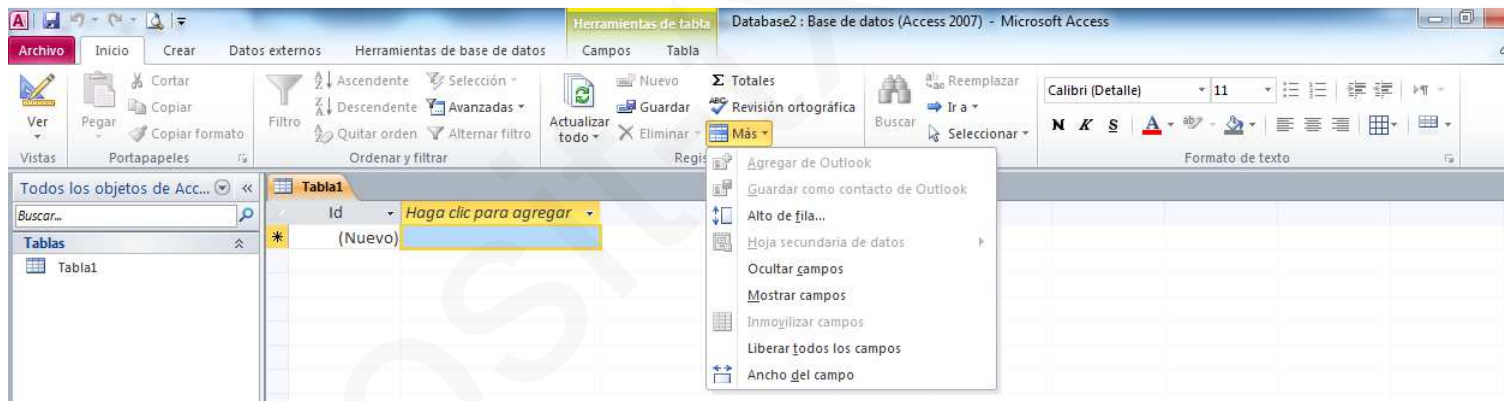 Herramientas de tabla Database2 : Base de datos (Access 2007) - Microsoft Access
Archivo Inicio Crear Datos externos Herramientas de base de datos Campos Tabla
Ver
Vistas
Pegar
Cortar
Copiar
Copiar formato
Portapapeles
Filtro
Ascendente
Descendente
Quitar orden
Selección
Avanzadas
Alternar filtro
Ordenar y filtrar
Actualizar
todo
Nuevo
Guardar
Eliminar
Σ Totales
Revisión ortográfica
Más
Buscar
Reemplazar
Ir a
Seleccionar
Calibri (Detalle) 11
N K S A
Formato de texto
Agregar de Outlook
Guardar como contacto de Outlook
Alto de fila...
Hoja secundaria de datos
Ocultar campos
Mostrar campos
Inmovilizar campos
Liberar todos los campos
Ancho del campo
Todos los objetos de Acc... «
Buscar...
Tablas
Tabla1
Tabla1
Id Haga clic para agregar
* (Nuevo)